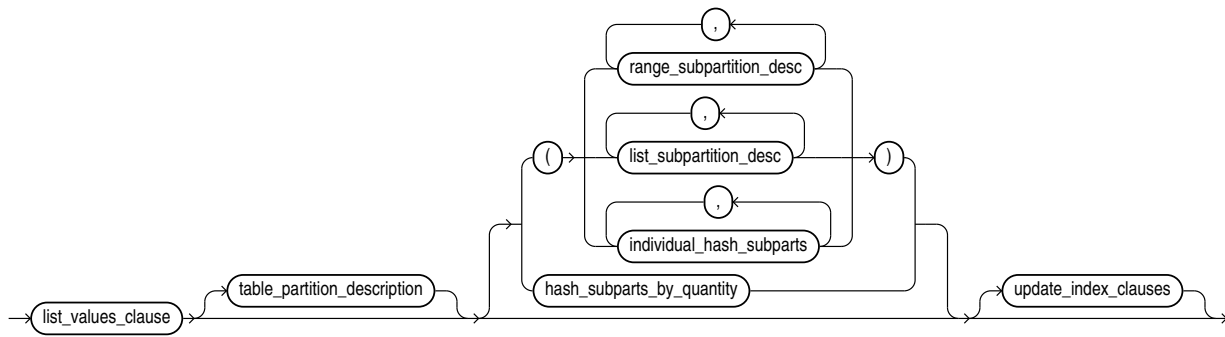 ,
range_subpartition_desc
,
( list_subpartition_desc )
,
individual_hash_subparts
table_partition_description hash_subparts_by_quantity update_index_clauses
list_values_clause